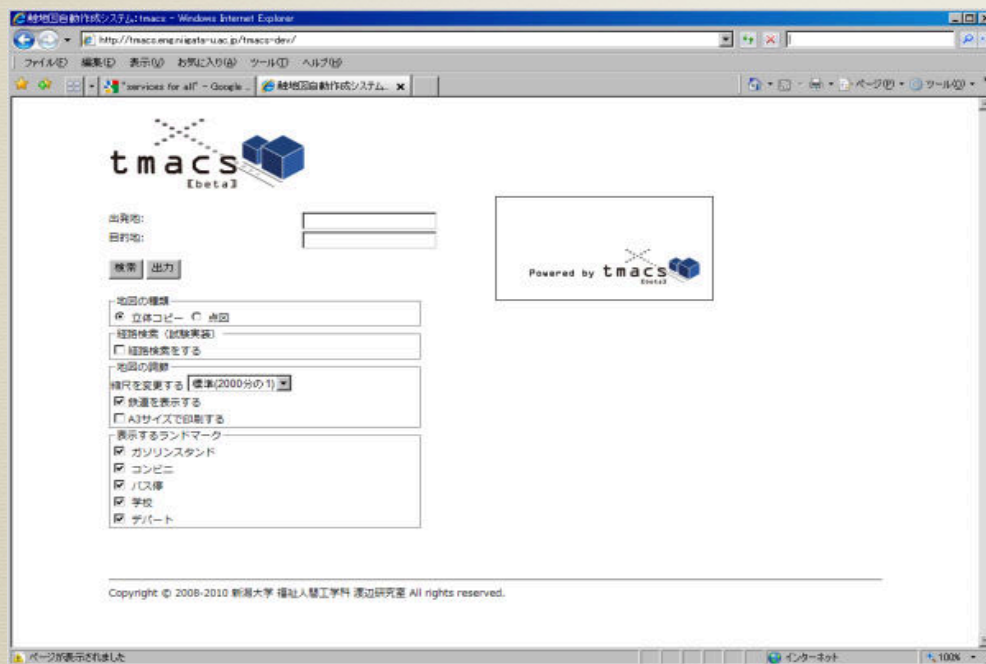 触地図自動作成システム:tmacs - Windows Internet Explorer
http://tmacs.eng.niigata-u.ac.jp/tmacs-dev/
ファイル(F) 編集(E) 表示(V) お気に入り(A) ツール(T) ヘルプ(H)
"services for all" - Google ..
触地図自動作成システム..
ページ(P) ツール(O)
tmacs
[beta]
出発地:
目的地:
検索 出力
Powered by tmacs
[beta]
地図の種類
立体コピー 点図
経路検索（試験実装）
経路検索をする
地図の調節
縮尺を変更する 標準(2000分の1)
鉄道を表示する
A3サイズで印刷する
表示するランドマーク
ガソリンスタンド
コンビニ
バス停
学校
デパート
Copyright © 2008-2010 新潟大学 福祉人間工学科 渡辺研究室 All rights reserved.
ページが表示されました
インターネット
100%